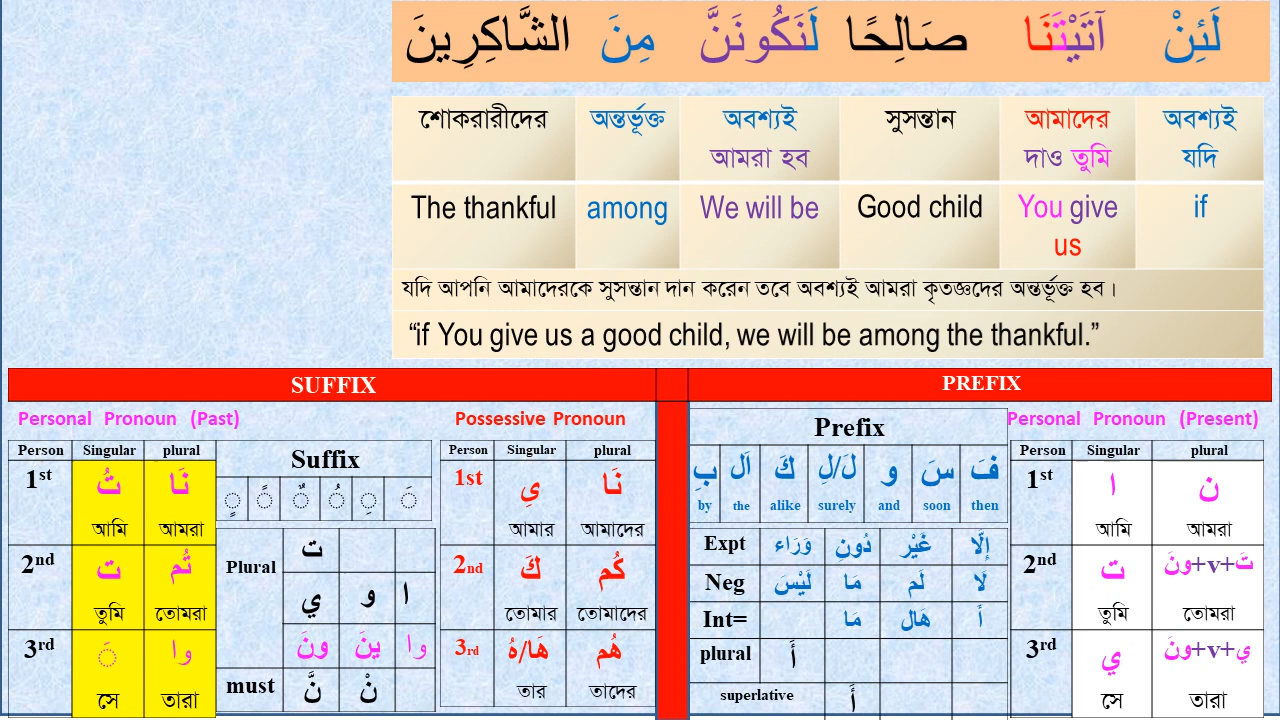 لَئِنْ آتَيْتَنَا صَالِحًا لَنَكُونَنَّ مِنَ الشَّاكِرِينَ
শোকরারীদের অন্তর্ভূক্ত অবশ্যই আমরা হব সুসন্তান আমাদের দাও তুমি অবশ্যই যদি
The thankful among We will be Good child You give us if
যদি আপনি আমাদেরকে সুসন্তান দান করেন তবে অবশ্যই আমরা কৃতজ্ঞদের অন্তর্ভূক্ত হব।
“if You give us a good child, we will be among the thankful.”
SUFFIX
Personal Pronoun (Past)
Person Singular plural
1st تُ نَا
আমি আমরা
2nd ت تُم
তুমি তোমরা
3rd َ وا
সে তারা
Suffix
ٍ ً ٌ ُ ِ َ
Plural ت
ي و ا
ونَ ينَ وا
must نَّ نْ
Possessive Pronoun
Person Singular plural
1st ىِ نَا
আমার আমাদের
2nd كَ كُم
তোমার তোমাদের
3rd هَا/هُ هُم
তার তাদের
PREFIX
Prefix
بِ اَل كَ لَ/لِ و سَ فَ
by the alike surely and soon then
Expt وَرَاء دُونِ غَيْر إِلَّا
Neg لَيْسَ مَا لَم لَا
Int= مَا هَال أَ
plural أَ
superlative أَ
Personal Pronoun (Present)
Person Singular plural
1st ا ن
আমি আমরা
2nd ت تَ+v+ونَ
তুমি তোমরা
3rd ي ي+v+ونَ
সে তারা